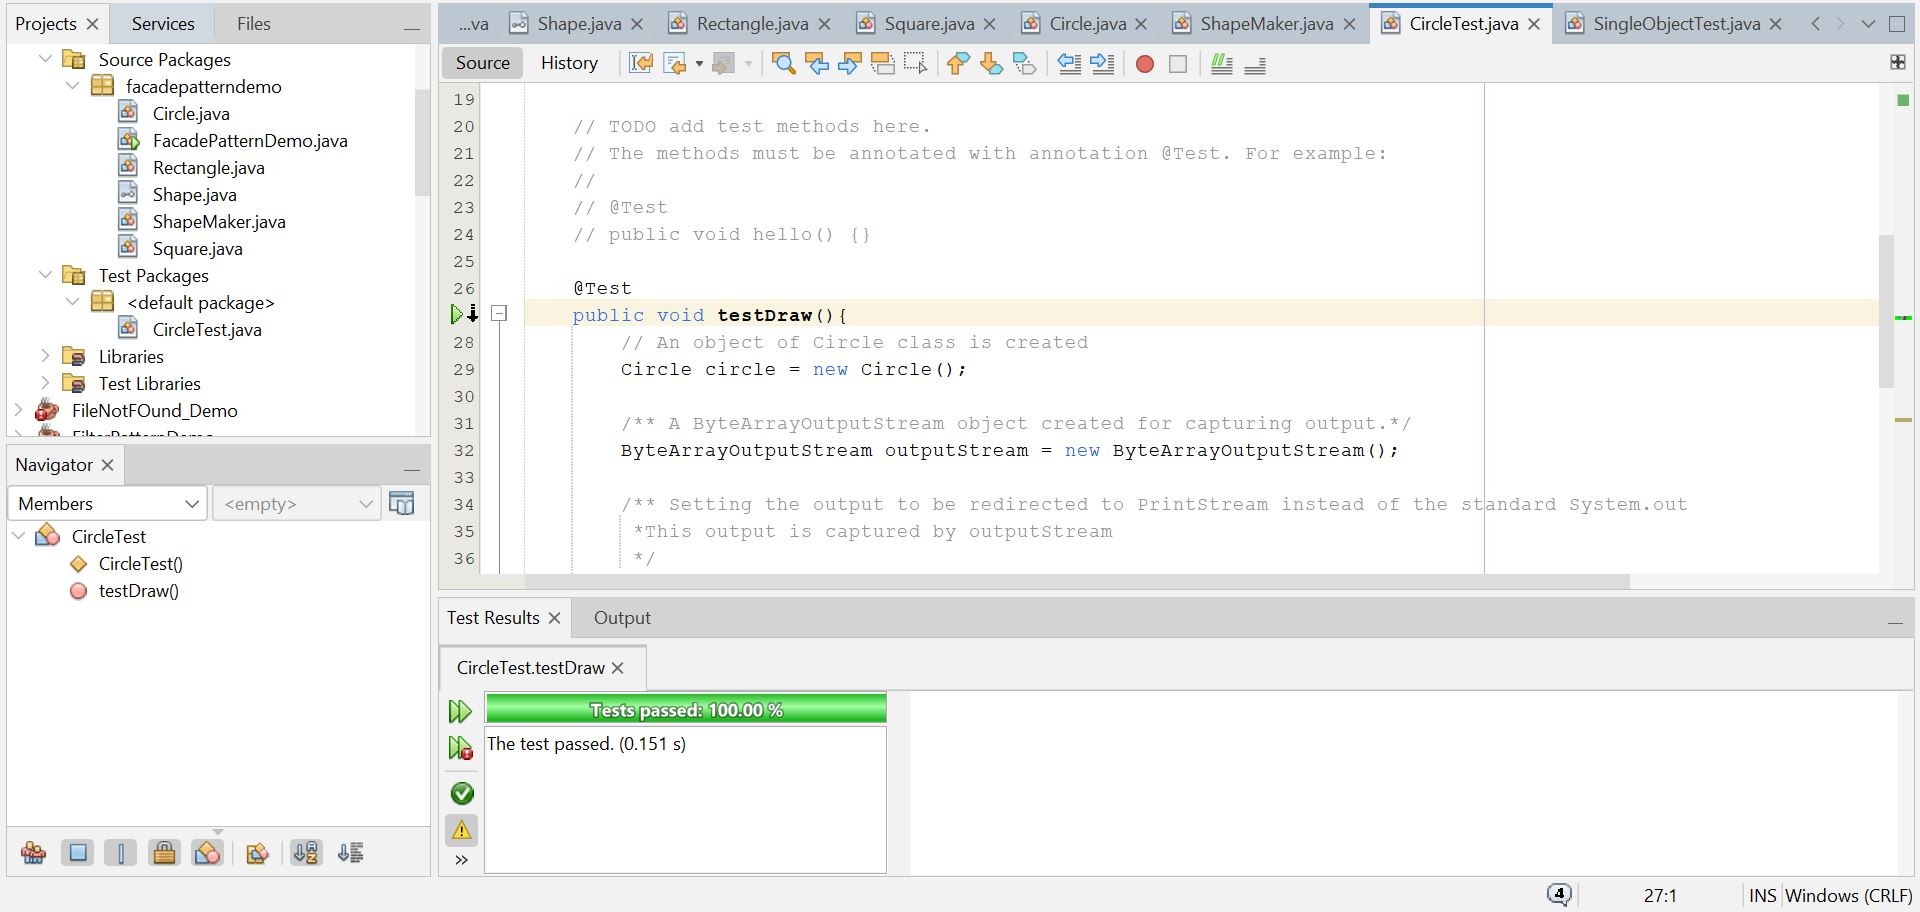 Projects
Services
Files
Source Packages
facadepatterndemo
Circle.java
FacadePatternDemo.java
Rectangle.java
Shape.java
ShapeMaker.java
Square.java
Test Packages
<default package>
CircleTest.java
Libraries
Test Libraries
FileNotFOund_Demo
Navigator
Members
<empty>
CircleTest
CircleTest()
testDraw()
...va
Shape.java
Rectangle.java
Square.java
Circle.java
ShapeMaker.java
CircleTest.java
SingleObjectTest.java
Source
History
19
20 // TODO add test methods here.
21 // The methods must be annotated with annotation @Test. For example:
22 //
23 // @Test
24 // public void hello() {}
25
26 @Test
public void testDraw(){
28 // An object of Circle class is created
29 Circle circle = new Circle();
30
31 /** A ByteArrayOutputStream object created for capturing output.*/
32 ByteArrayOutputStream outputStream = new ByteArrayOutputStream();
33
34 /** Setting the output to be redirected to PrintStream instead of the standard System.out
35 *This output is captured by outputStream
36 */
Test Results
Output
CircleTest.testDraw
Tests passed: 100.00 %
The test passed. (0.151 s)
4
27:1
INS
Windows (CRLF)